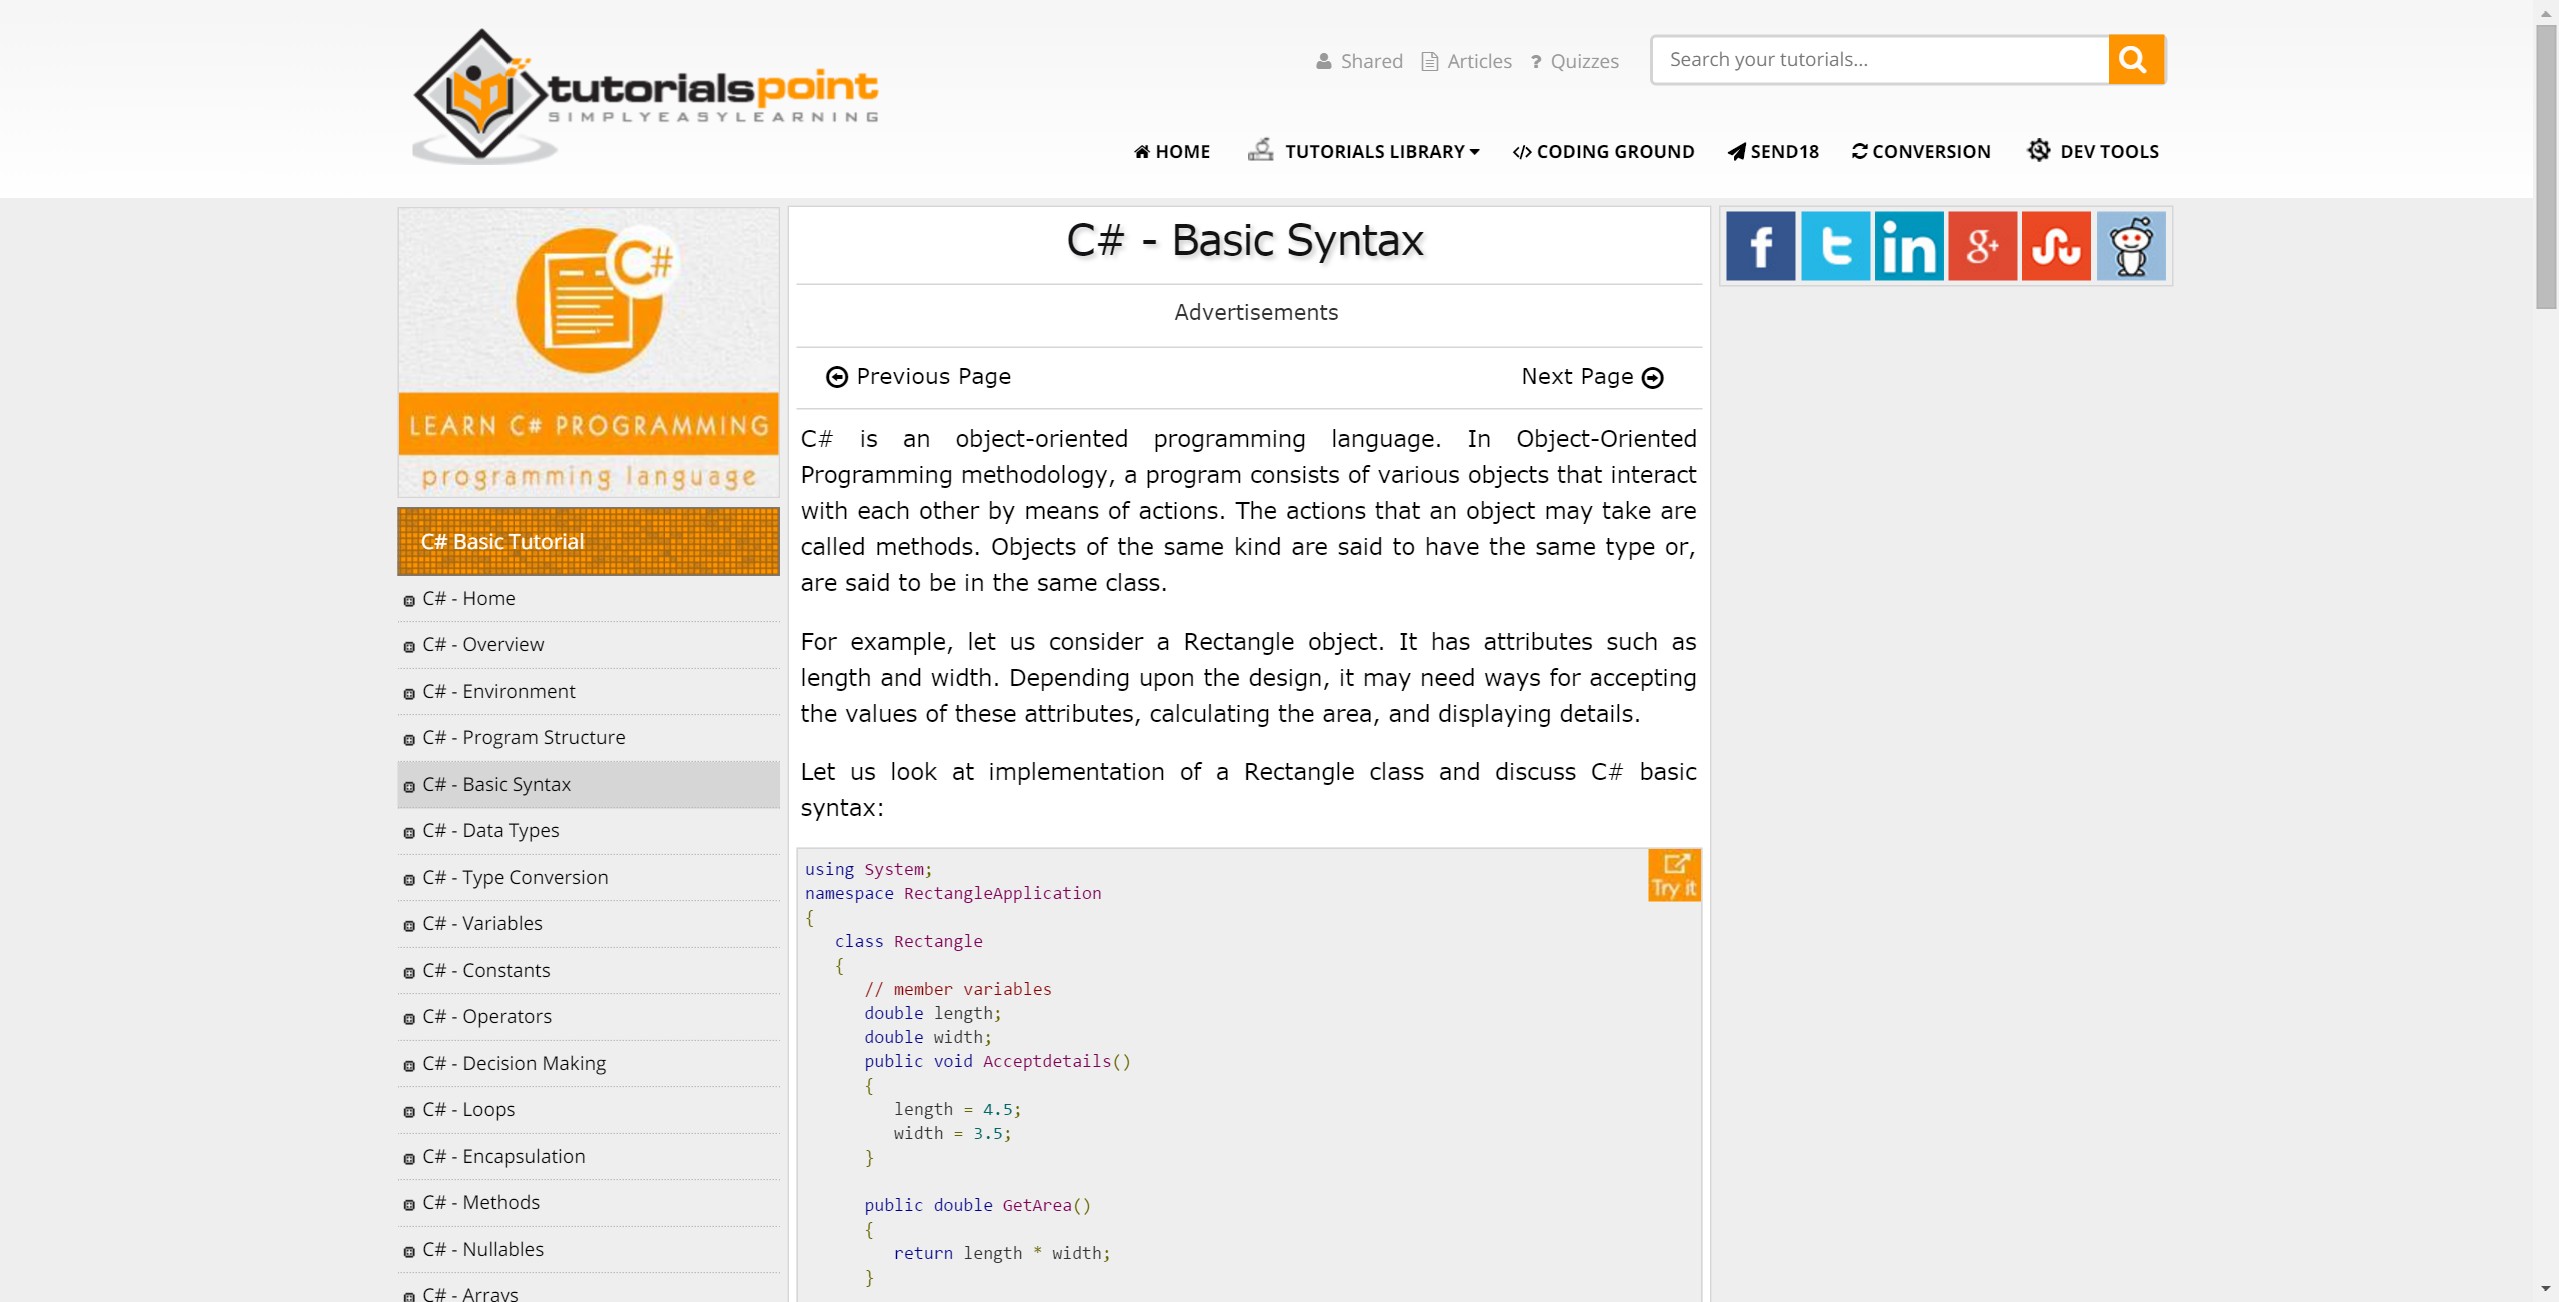 tutorialspoint
SIMPLYEASYLEARNING
Shared Articles ? Quizzes
Search your tutorials...
HOME TUTORIALS LIBRARY </> CODING GROUND SEND18 CONVERSION DEV TOOLS
C#
LEARN C# PROGRAMMING
programming language
C# Basic Tutorial
C# - Home
C# - Overview
C# - Environment
C# - Program Structure
C# - Basic Syntax
C# - Data Types
C# - Type Conversion
C# - Variables
C# - Constants
C# - Operators
C# - Decision Making
C# - Loops
C# - Encapsulation
C# - Methods
C# - Nullables
C# - Arrays
C# - Basic Syntax
Advertisements
Previous Page Next Page
C# is an object-oriented programming language. In Object-Oriented
Programming methodology, a program consists of various objects that interact
with each other by means of actions. The actions that an object may take are
called methods. Objects of the same kind are said to have the same type or,
are said to be in the same class.
For example, let us consider a Rectangle object. It has attributes such as
length and width. Depending upon the design, it may need ways for accepting
the values of these attributes, calculating the area, and displaying details.
Let us look at implementation of a Rectangle class and discuss C# basic
syntax:
Try it
using System;
namespace RectangleApplication
{
class Rectangle
{
// member variables
double length;
double width;
public void Acceptdetails()
{
length = 4.5;
width = 3.5;
}
public double GetArea()
{
return length * width;
}
f t in g+